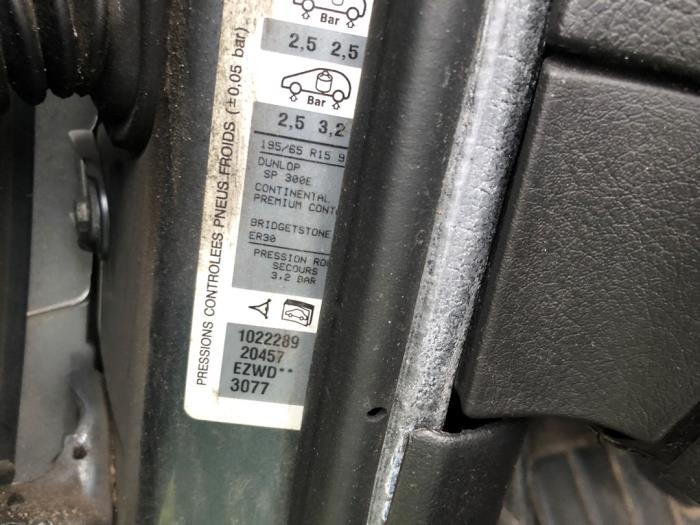 Bar
2,5 2,5
Bar
2,5 3,2
195/65 R15 9
DUNLOP
SP 300E
CONTINENTAL
PREMIUM CONT
BRIDGETSTONE
ER30
PRESSION ROU
SECOURS
3.2 BAR
1022289
20457
EZWD**
3077
PRESSIONS CONTROLEES PNEUS FROIDS (±0,05 bar)